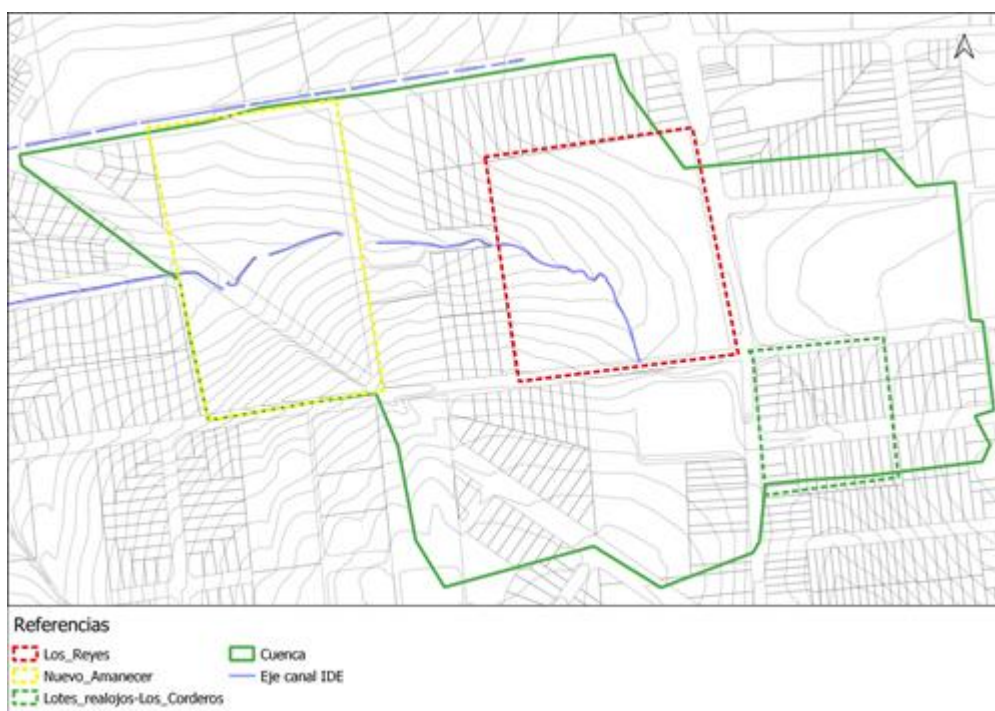 Referencias
Los_Reyes
Nuevo_Amanecer
Lotes_realojos-Los_Corderos
Cuenca
Eje canal IDE